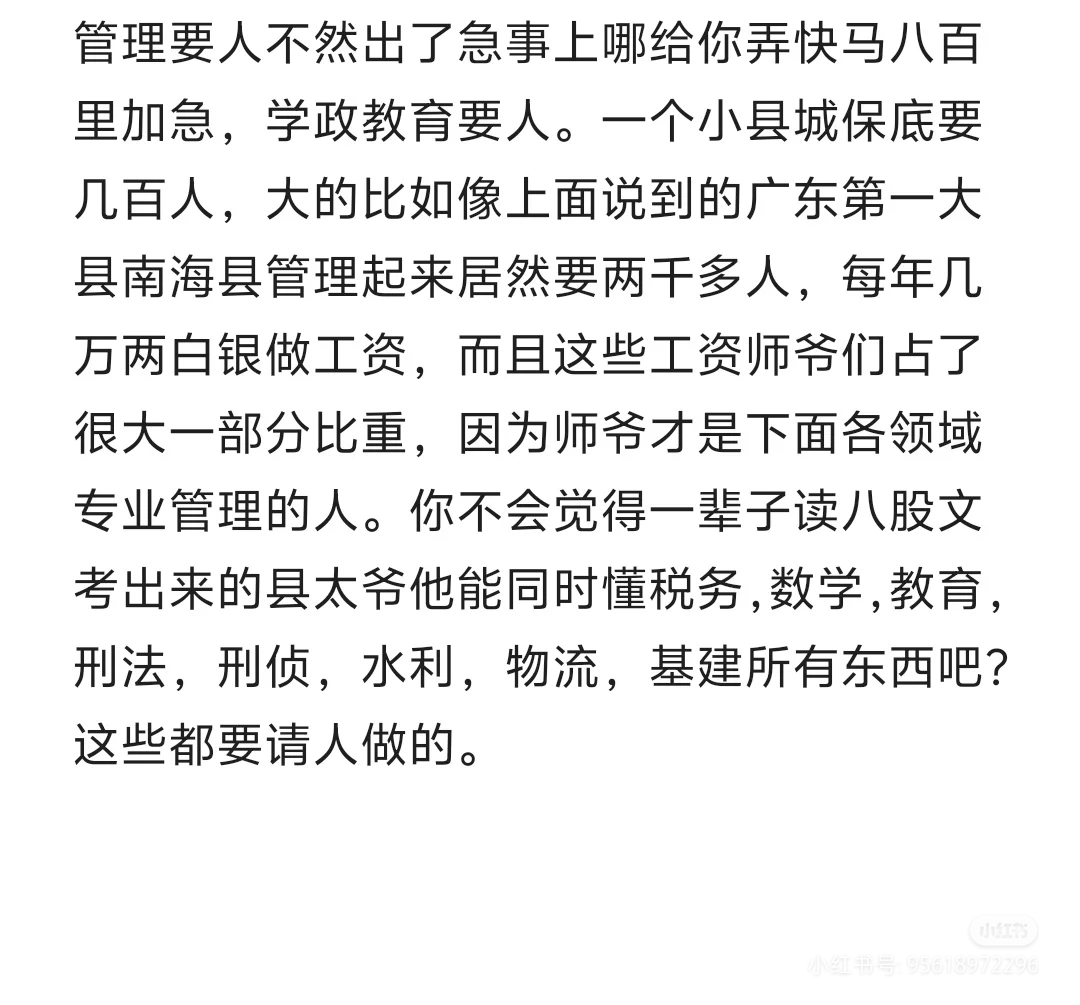 管理要人不然出了急事上哪给你弄快马八百
里加急，学政教育要人。一个小县城保底要
几百人，大的比如像上面说到的广东第一大
县南海县管理起来居然要两千多人，每年几
万两白银做工资，而且这些工资师爷们占了
很大一部分比重，因为师爷才是下面各领域
专业管理的人。你不会觉得一辈子读八股文
考出来的县太爷他能同时懂税务,数学,教育，
刑法，刑侦，水利，物流，基建所有东西吧？
这些都要请人做的。
小红书
小红书号: 95618972296